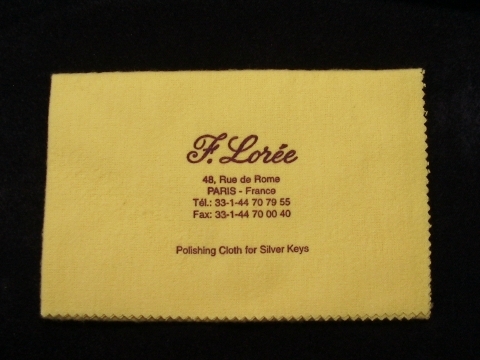 F. Lorée
48, Rue de Rome
PARIS - France
Tél.: 33-1-44 70 79 55
Fax: 33-1-44 70 00 40
Polishing Cloth for Silver Keys